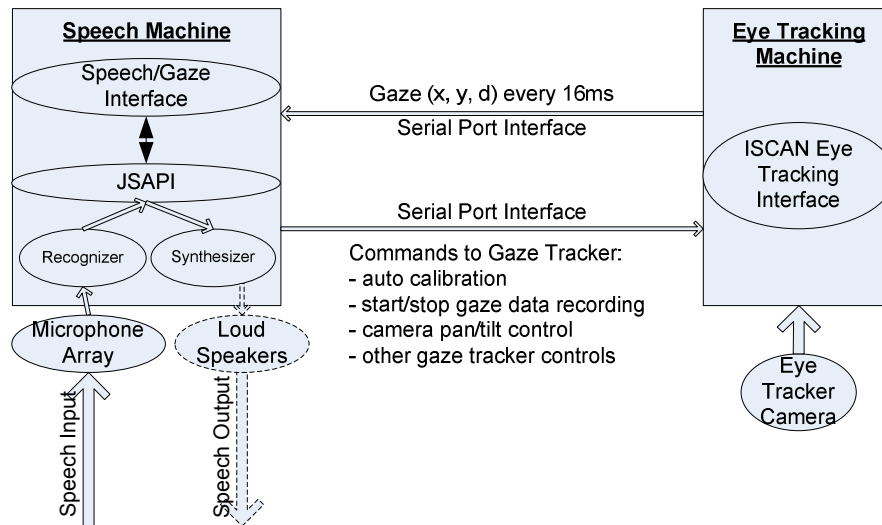 Speech Machine
Speech/Gaze
Interface
JSAPI
Recognizer
Synthesizer
Microphone
Array
Loud
Speakers
Speech Input
Speech Output
Gaze (x, y, d) every 16ms
Serial Port Interface
Serial Port Interface
Commands to Gaze Tracker:
- auto calibration
- start/stop gaze data recording
- camera pan/tilt control
- other gaze tracker controls
Eye Tracking
Machine
ISCAN Eye
Tracking
Interface
Eye
Tracker
Camera